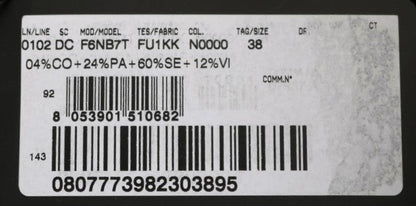 LN/LINE SC MOD/MODEL TES/FABRIC COL. TAG/SIZE DR CT
0102 DC F6NB7T FU1KK N0000 38
04%CO+24%PA+60%SE+12%VI
COMM.N°
92
8 053901 510682
143
0807773982303895